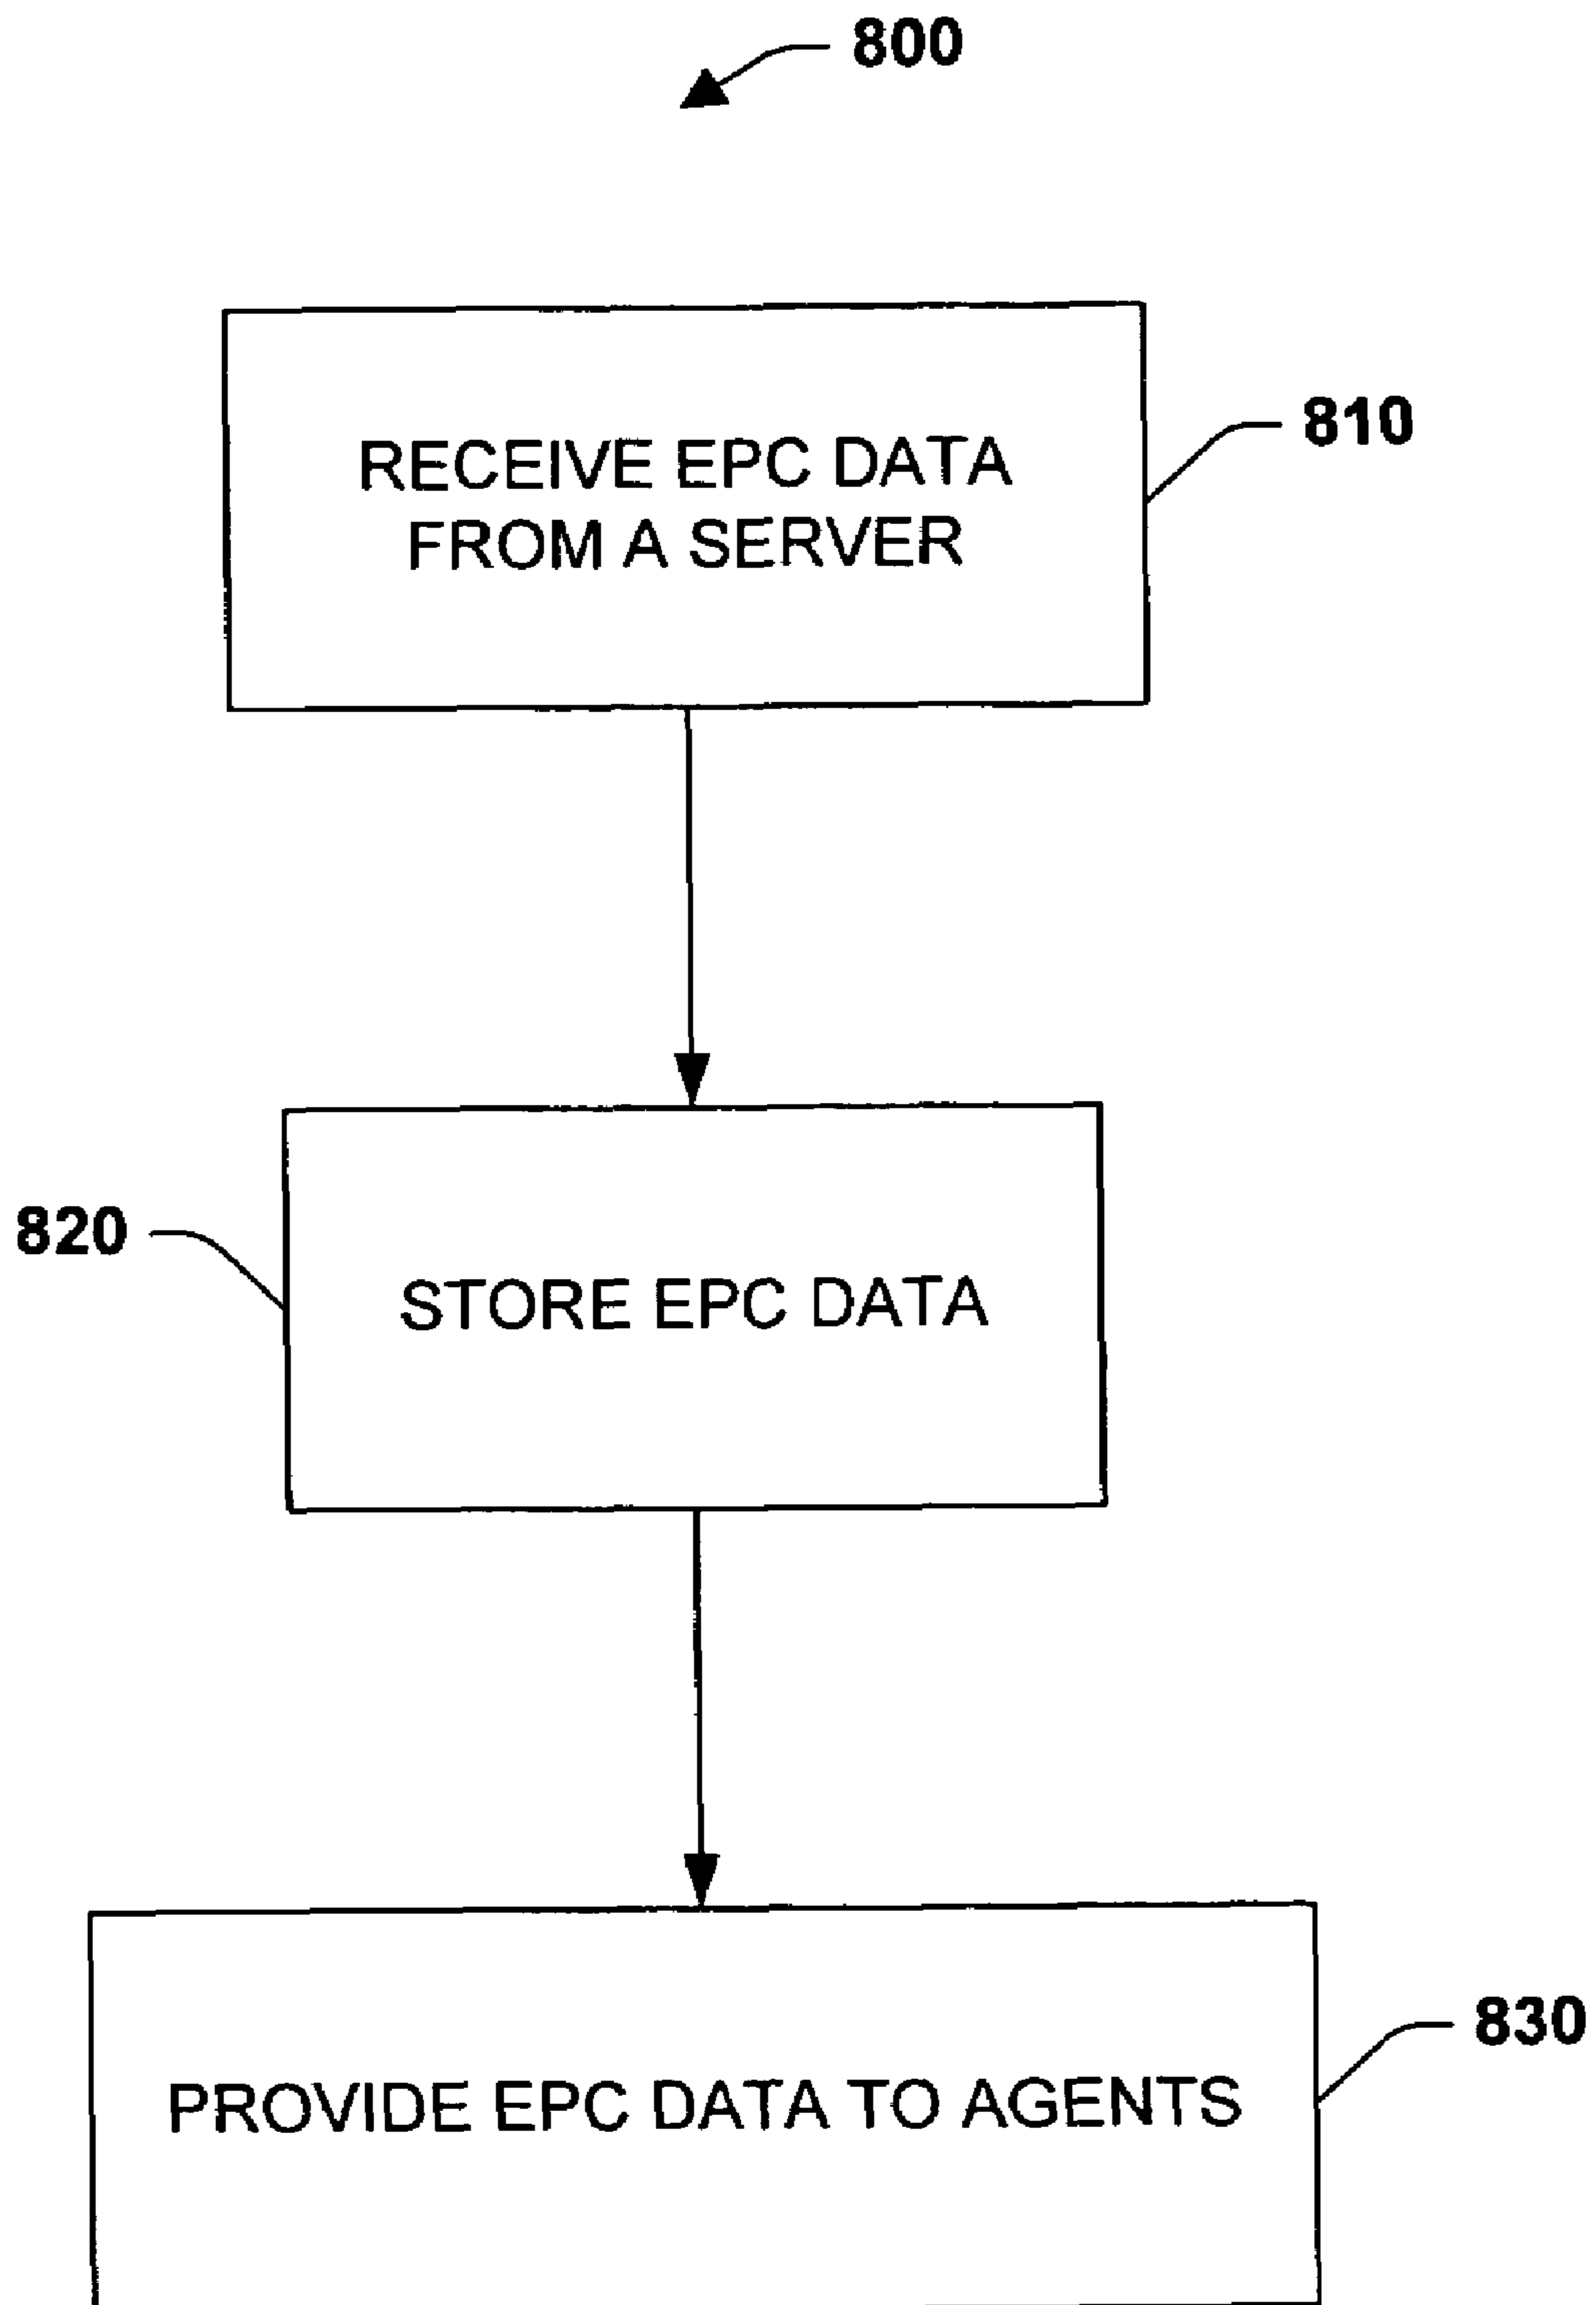 800
RECEIVE EPC DATA
FROM A SERVER
810
820
STORE EPC DATA
830
PROVIDE EPC DATA TO AGENTS